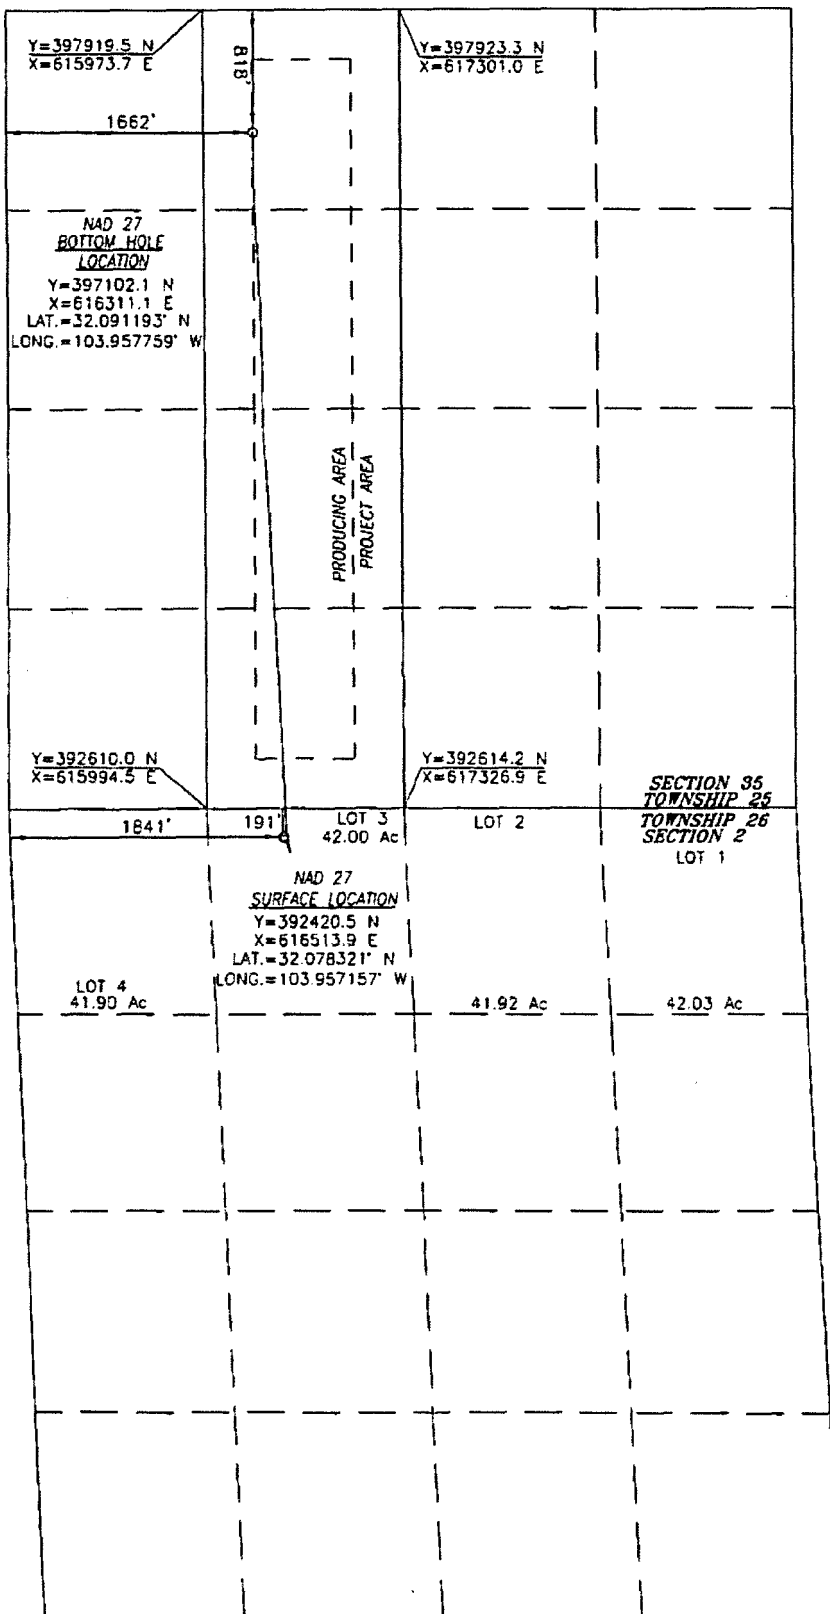 Y=397919.5 N
X=615973.7 E
818'
Y=397923.3 N
X=617301.0 E
1662'
NAD 27
BOTTOM HOLE
LOCATION
Y=397102.1 N
X=616311.1 E
LAT.=32.091193° N
LONG.=103.957759° W
PRODUCING AREA
PROJECT AREA
Y=392610.0 N
X=615994.5 E
Y=392614.2 N
X=617326.9 E
SECTION 35
TOWNSHIP 25
1841'
191'
LOT 3
42.00 Ac
LOT 2
TOWNSHIP 26
SECTION 2
LOT 1
NAD 27
SURFACE LOCATION
Y=392420.5 N
X=616513.9 E
LAT.=32.078321° N
LONG.=103.957157° W
LOT 4
41.90 Ac
41.92 Ac
42.03 Ac